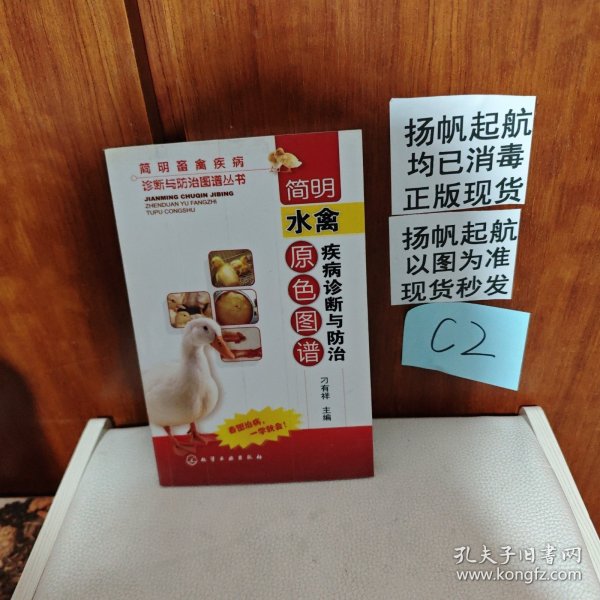 简明畜禽疾病
诊断与防治图谱丛书
JIANMING CHUQIN JIBING
ZHENDUAN YU FANGZHI
TUPU CONGSHU
简明
水禽
疾病诊断与防治
原色图谱
刁有祥 主编
看图治病，
一学就会！
化学工业出版社
扬帆起航
均已消毒
正版现货
扬帆起航
以图为准
现货秒发
C2
孔夫子旧书网
www.kongfz.com